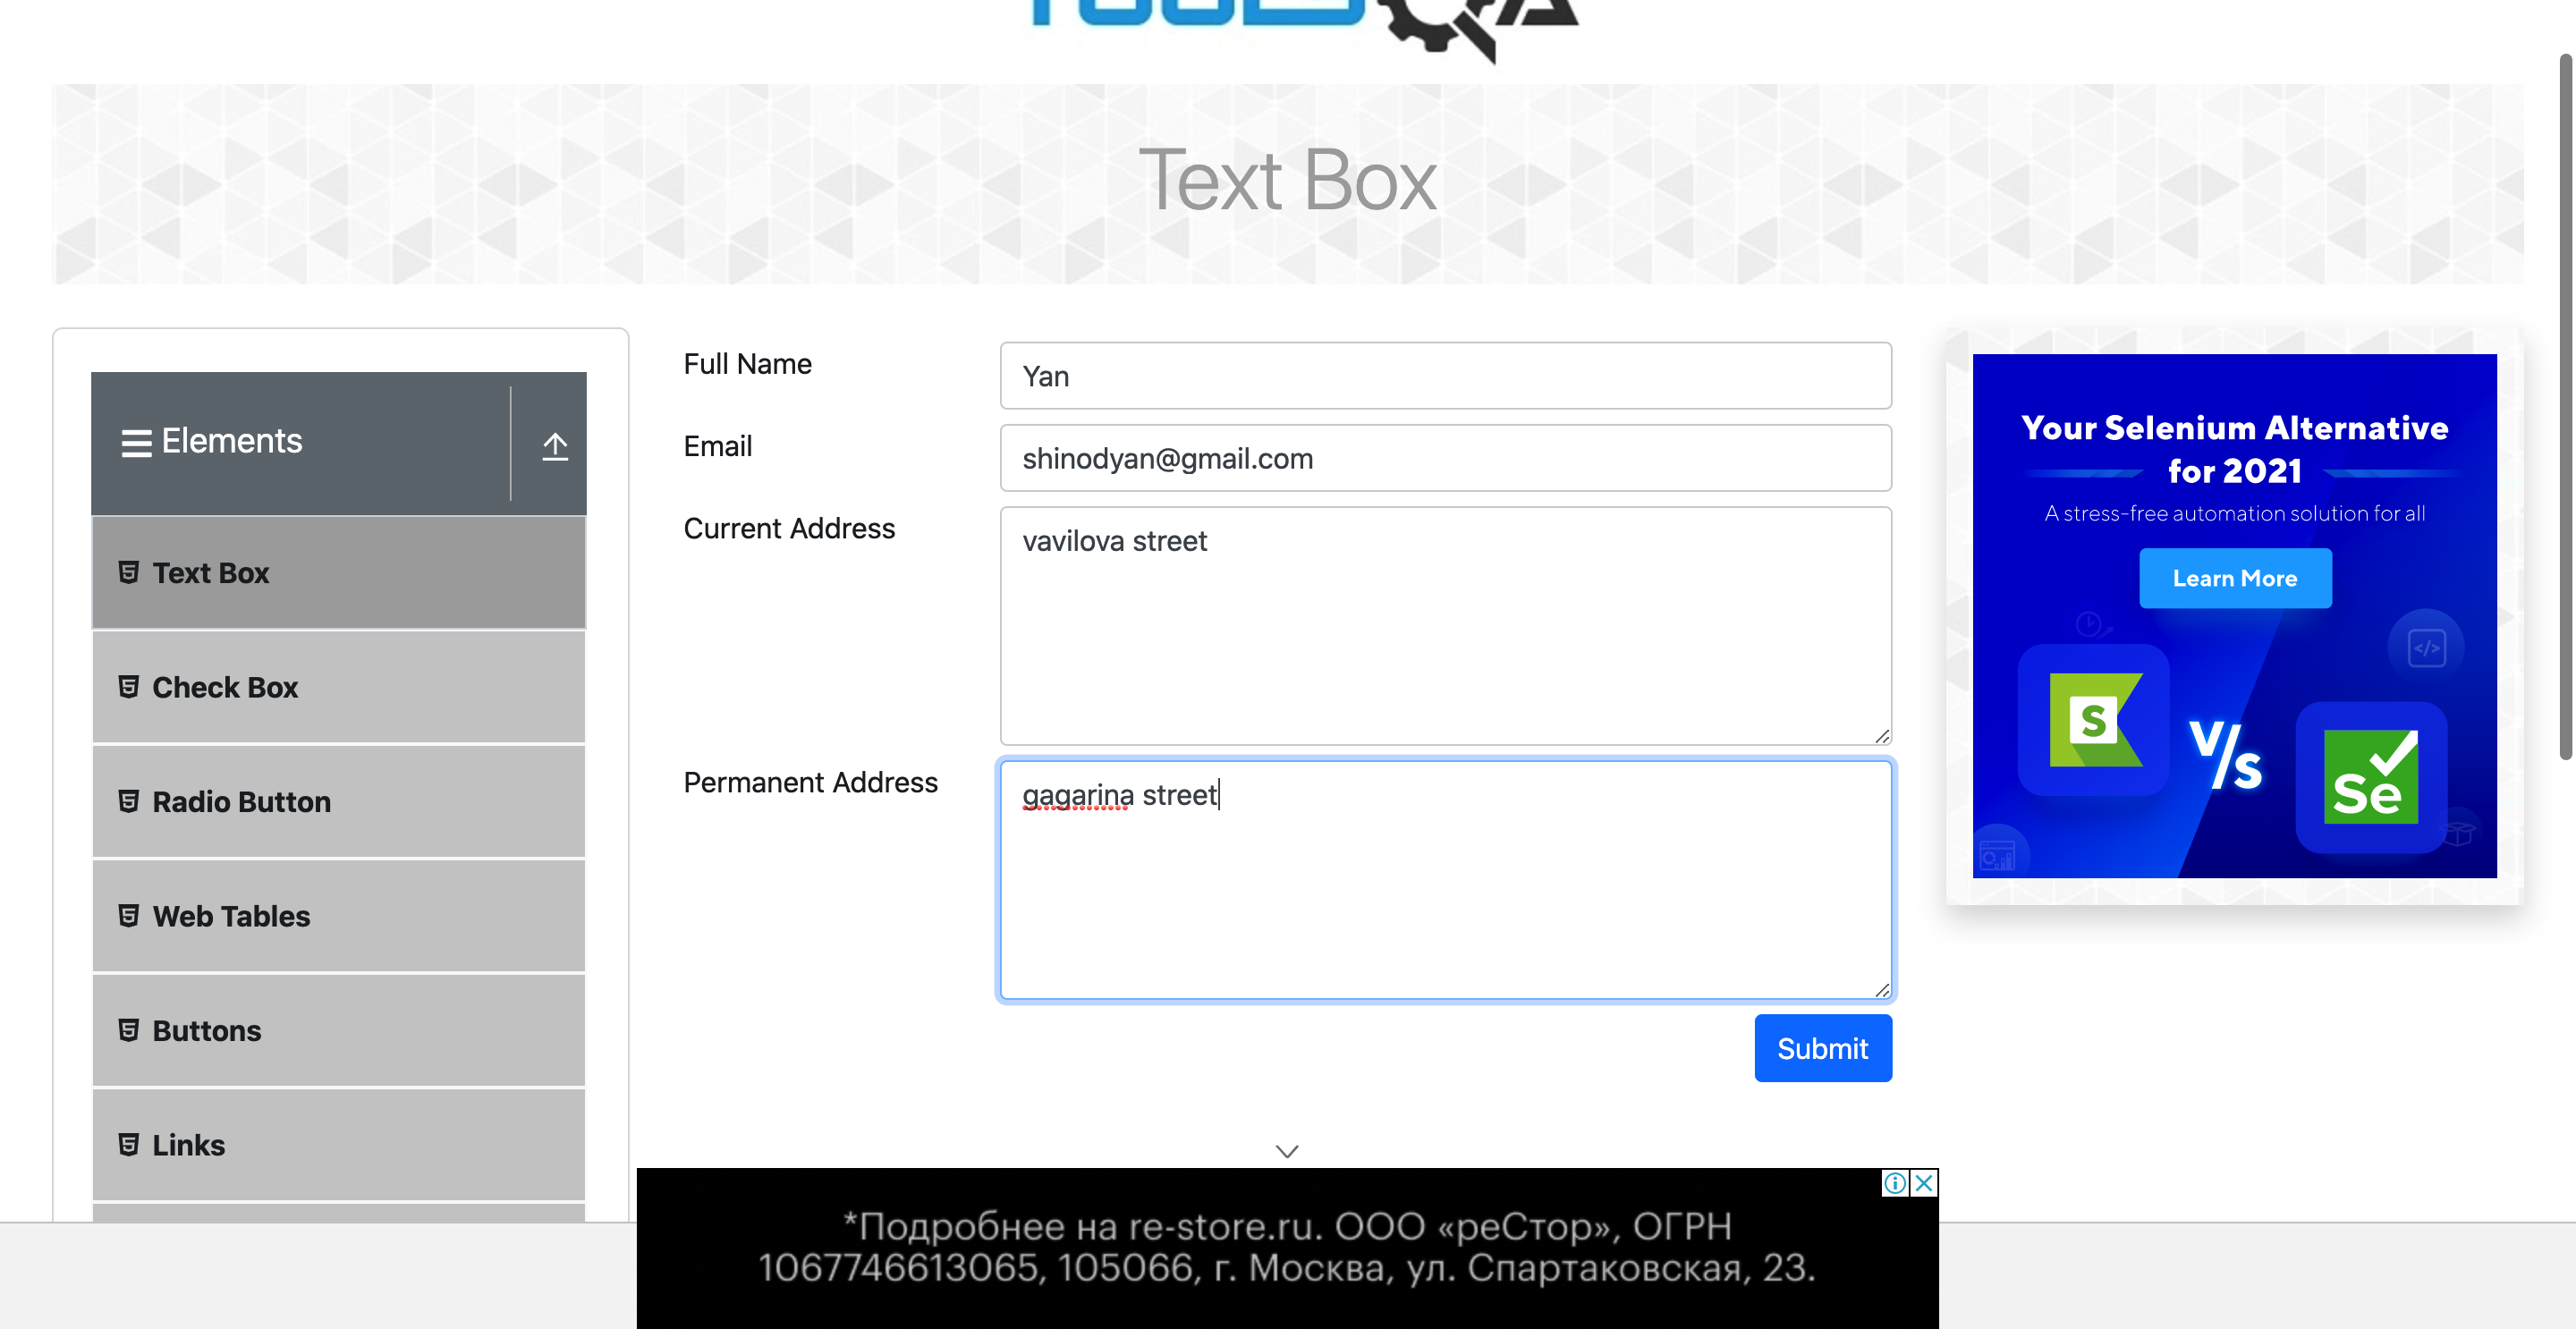 Text Box
Elements
Text Box
Check Box
Radio Button
Web Tables
Buttons
Links
Full Name
Yan
Email
shinodyan@gmail.com
Current Address
vavilova street
Permanent Address
gagarina street
Submit
Your Selenium Alternative
for 2021
A stress-free automation solution for all
Learn More
S
V/s
Se
*Подробнее на re-store.ru. ООО «реСтор», ОГРН
1067746613065, 105066, г. Москва, ул. Спартаковская, 23.